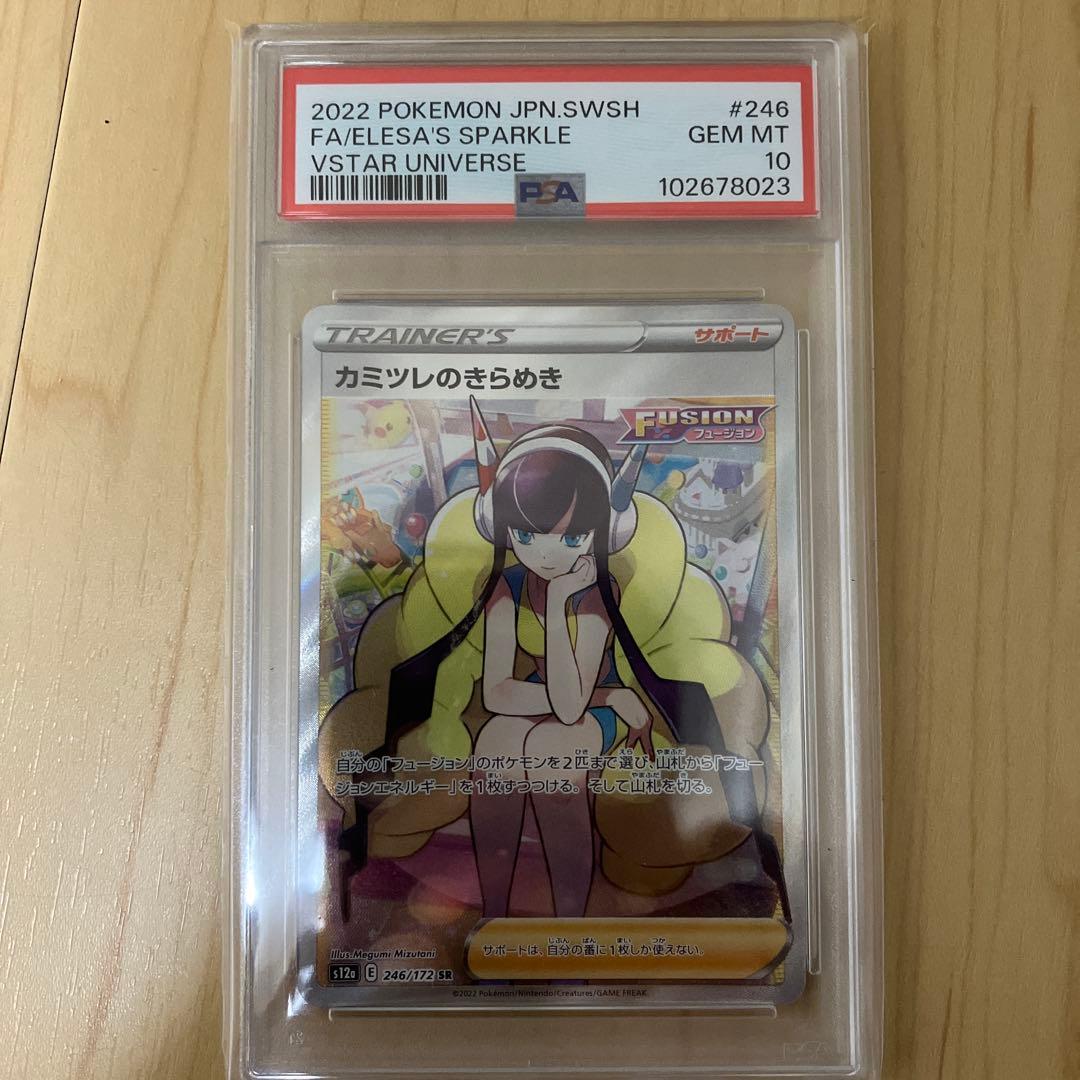 2022 POKEMON JPN.SWSH #246
FA/ELESA'S SPARKLE GEM MT
VSTAR UNIVERSE 10
PSA 102678023
TRAINER'S サポート
カミツレのきらめき
FUSION
フュージョン
自分の「フュージョン」のポケモンを2匹まで選び、山札から「フュー
ジョンエネルギー」を1枚ずつつける。そして山札を切る。
サポートは、自分の番に1枚しか使えない。
Illus. Megumi Mizutani
s12a E 246/172 SR
©2022 Pokémon/Nintendo/Creatures/GAME FREAK.